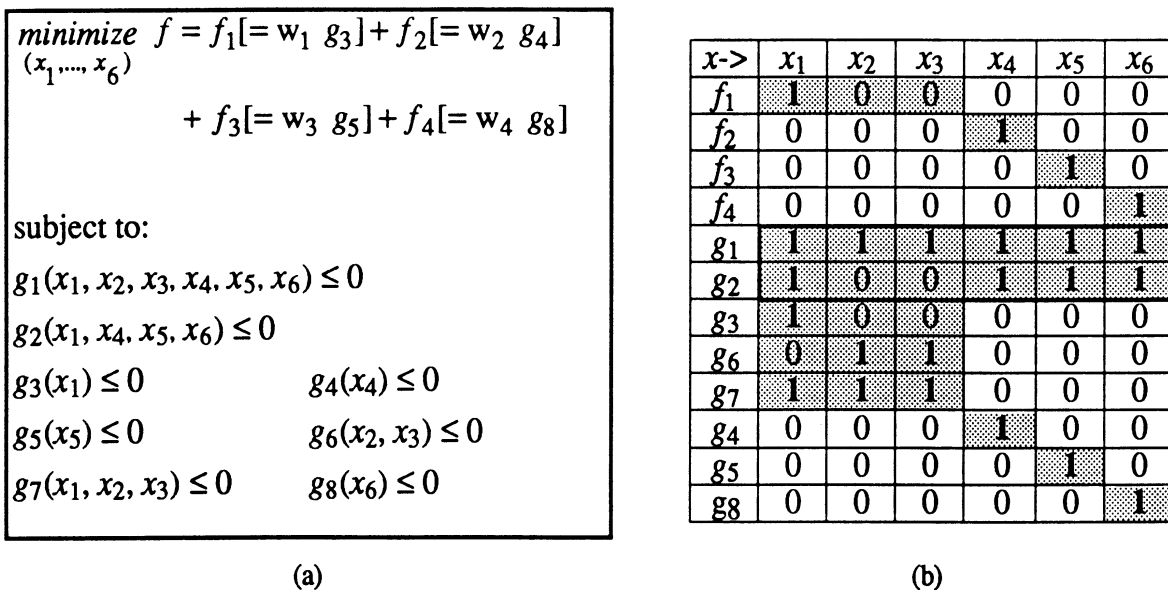 minimize f = f₁[= w₁ g₃] + f₂[= w₂ g₄]
(x₁,..., x₆)
+ f₃[= w₃ g₅] + f₄[= w₄ g₈]
subject to:
g₁(x₁, x₂, x₃, x₄, x₅, x₆) ≤ 0
g₂(x₁, x₄, x₅, x₆) ≤ 0
g₃(x₁) ≤ 0 g₄(x₄) ≤ 0
g₅(x₅) ≤ 0 g₆(x₂, x₃) ≤ 0
g₇(x₁, x₂, x₃) ≤ 0 g₈(x₆) ≤ 0
(a)
x-> x₁ x₂ x₃ x₄ x₅ x₆
f₁ 1 0 0 0 0 0
f₂ 0 0 0 1 0 0
f₃ 0 0 0 0 1 0
f₄ 0 0 0 0 0 1
g₁ 1 1 1 1 1 1
g₂ 1 0 0 1 1 1
g₃ 1 0 0 0 0 0
g₆ 0 1 1 0 0 0
g₇ 1 1 1 0 0 0
g₄ 0 0 0 1 0 0
g₅ 0 0 0 0 1 0
g₈ 0 0 0 0 0 1
(b)